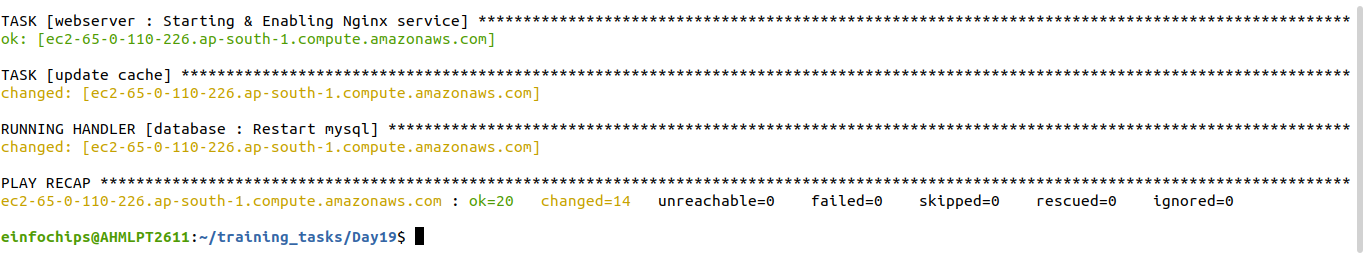 TASK [webserver : Starting & Enabling Nginx service] *************************************************************************************************
ok: [ec2-65-0-110-226.ap-south-1.compute.amazonaws.com]
TASK [update cache] **********************************************************************************************************************************
changed: [ec2-65-0-110-226.ap-south-1.compute.amazonaws.com]
RUNNING HANDLER [database : Restart mysql] ***********************************************************************************************************
changed: [ec2-65-0-110-226.ap-south-1.compute.amazonaws.com]
PLAY RECAP *******************************************************************************************************************************************
ec2-65-0-110-226.ap-south-1.compute.amazonaws.com : ok=20   changed=14   unreachable=0    failed=0    skipped=0    rescued=0    ignored=0
einfochips@AHMLPT2611:~/training_tasks/Day19$